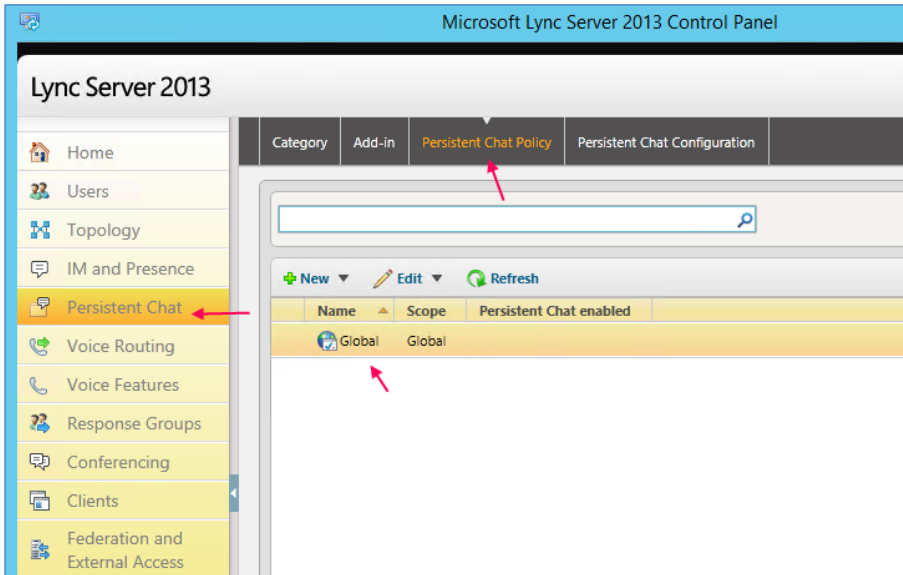 Microsoft Lync Server 2013 Control Panel
Lync Server 2013
Home
Users
Topology
IM and Presence
Persistent Chat
Voice Routing
Voice Features
Response Groups
Conferencing
Clients
Federation and
External Access
Category Add-in Persistent Chat Policy Persistent Chat Configuration
New Edit Refresh
Name Scope Persistent Chat enabled
Global Global